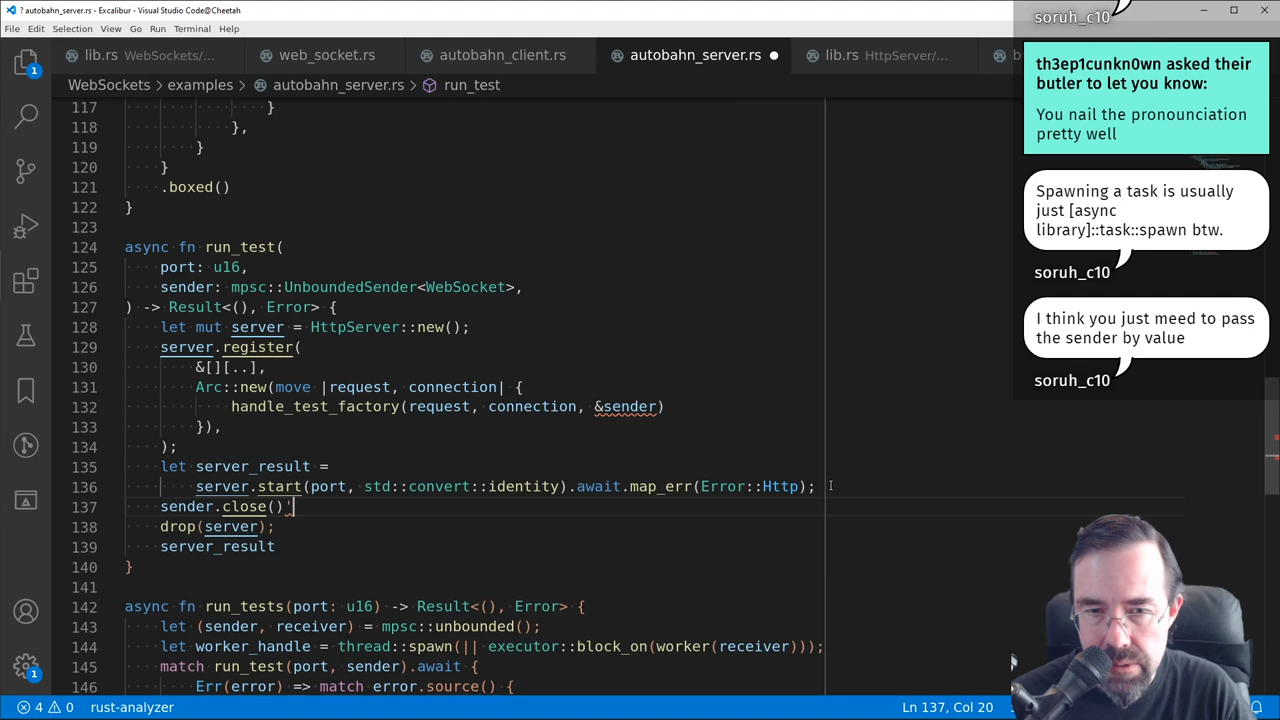 ? autobahn_server.rs - Excalibur - Visual Studio Code@Cheetah
File Edit Selection View Go Run Terminal Help
lib.rs WebSockets/... web_socket.rs autobahn_client.rs autobahn_server.rs ● lib.rs HttpServer/...
WebSockets > examples > autobahn_server.rs > run_test
117 }
118 },
119 }
120 }
121 .boxed()
122 }
123
124 async fn run_test(
125 port: u16,
126 sender: mpsc::UnboundedSender<WebSocket>,
127 ) -> Result<(), Error> {
128 let mut server = HttpServer::new();
129 server.register(
130 &[][..],
131 Arc::new(move |request, connection| {
132 handle_test_factory(request, connection, &sender)
133 }),
134 );
135 let server_result =
136 server.start(port, std::convert::identity).await.map_err(Error::Http);
137 sender.close()'
138 drop(server);
139 server_result
140 }
141
142 async fn run_tests(port: u16) -> Result<(), Error> {
143 let (sender, receiver) = mpsc::unbounded();
144 let worker_handle = thread::spawn(|| executor::block_on(worker(receiver)));
145 match run_test(port, sender).await {
146 Err(error) => match error.source() {
1
1
4 0 rust-analyzer Ln 137, Col 20
soruh_c10
th3ep1cunkn0wn asked their
butler to let you know:
You nail the pronounciation
pretty well
Spawning a task is usually
just [async
library]::task::spawn btw.
soruh_c10
I think you just meed to pass
the sender by value
soruh_c10